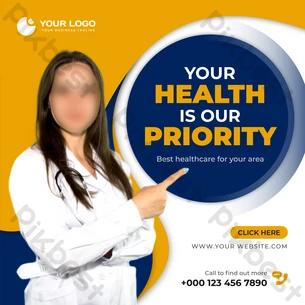 YOUR LOGO
YOUR BUSINESS TAGLINE
YOUR
HEALTH
IS OUR
PRIORITY
Best healthcare for your area
CLICK HERE
WWW.YOUR WEBSITE.COM
Call to find out more
+000 123 456 7890
pikbest